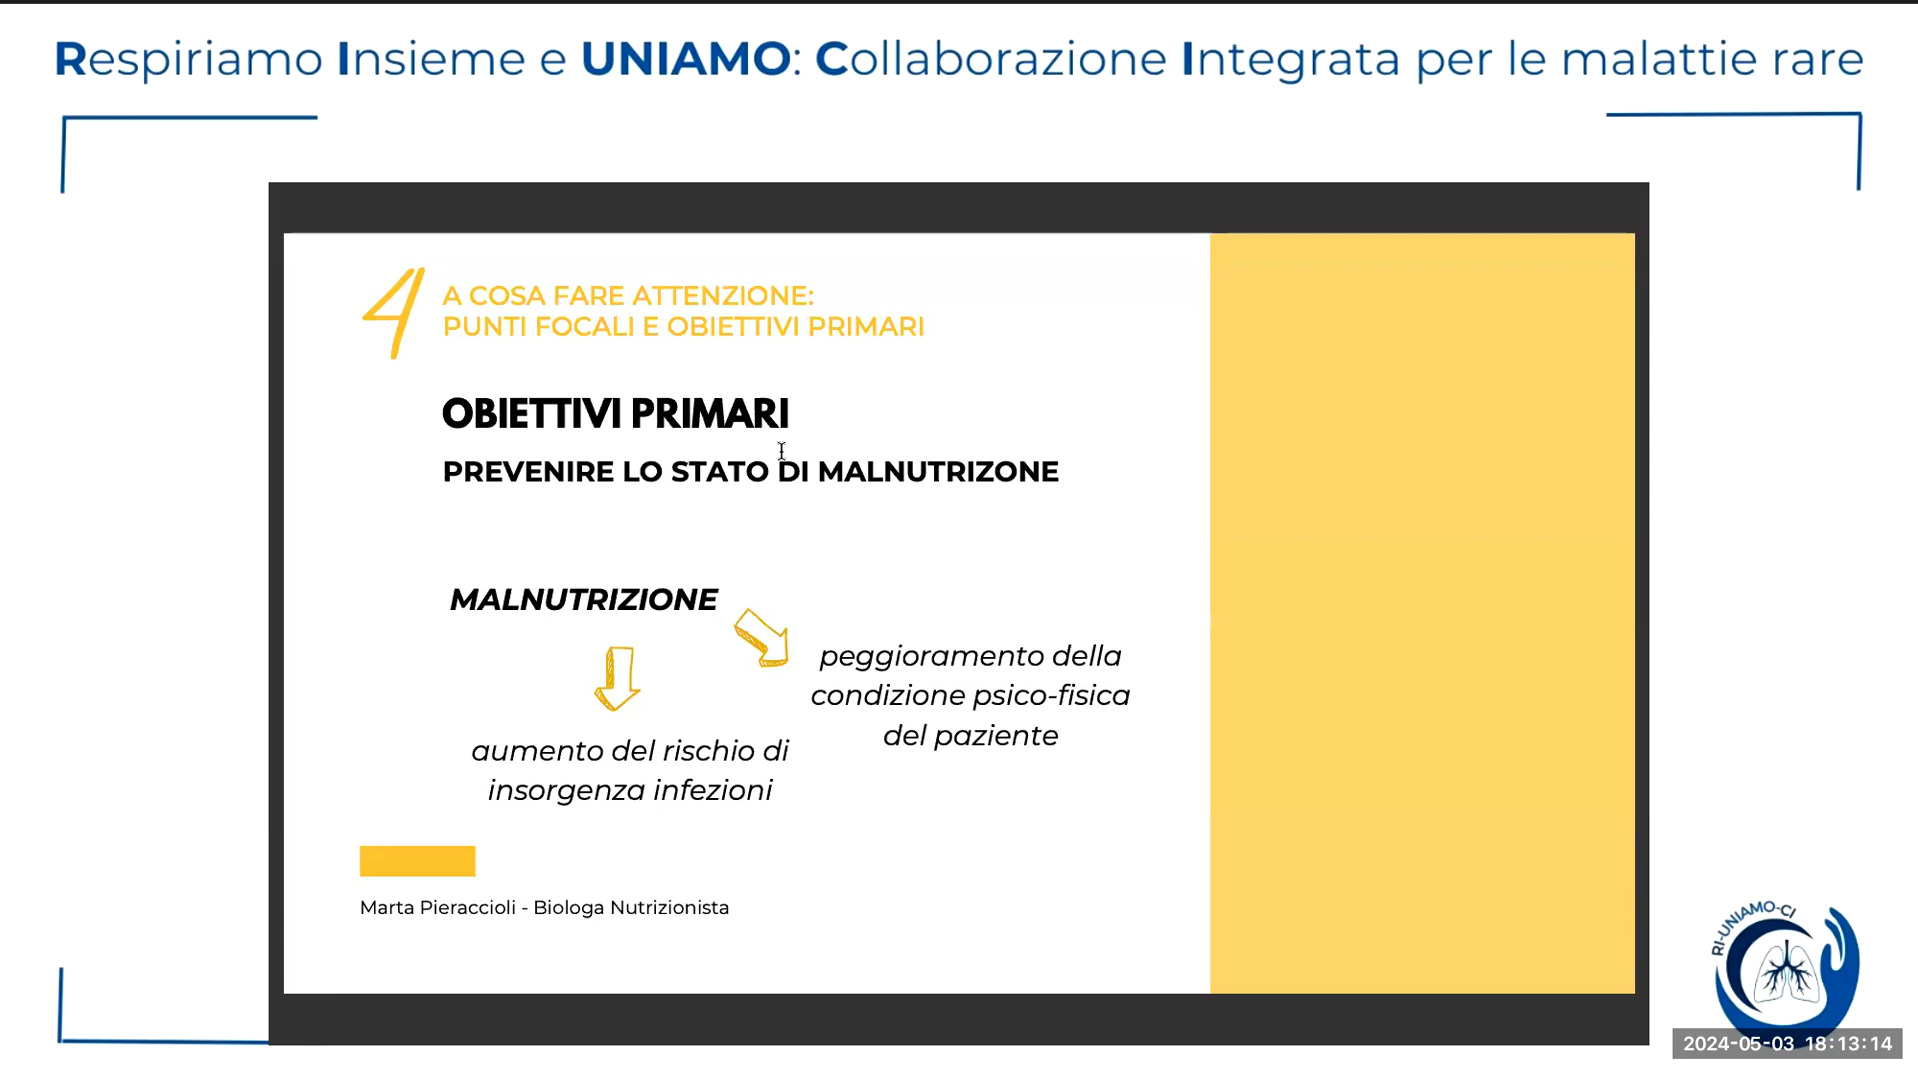 Respiriamo Insieme e UNIAMO: Collaborazione Integrata per le malattie rare
4
A COSA FARE ATTENZIONE:
PUNTI FOCALI E OBIETTIVI PRIMARI
OBIETTIVI PRIMARI
PREVENIRE LO STATO DI MALNUTRIZONE
MALNUTRIZIONE
peggioramento della
condizione psico-fisica
del paziente
aumento del rischio di
insorgenza infezioni
Marta Pieraccioli - Biologa Nutrizionista
RI-UNIAMO-CI
2024-05-03 18:13:14